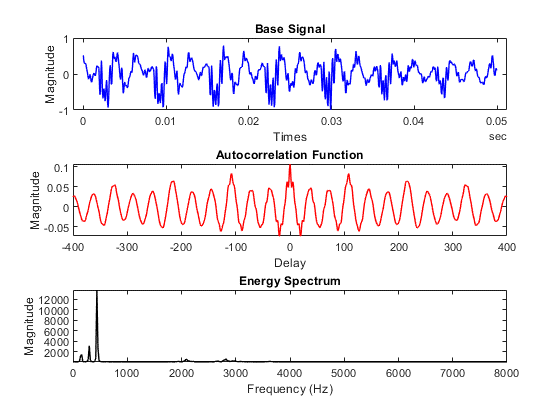 Base Signal
1
0
-1
Magnitude
0 0.01 0.02 0.03 0.04 0.05
Times
sec
Autocorrelation Function
0.1
0.05
0
-0.05
Magnitude
-400 -300 -200 -100 0 100 200 300 400
Delay
Energy Spectrum
12000
10000
8000
6000
4000
2000
Magnitude
0 1000 2000 3000 4000 5000 6000 7000 8000
Frequency (Hz)